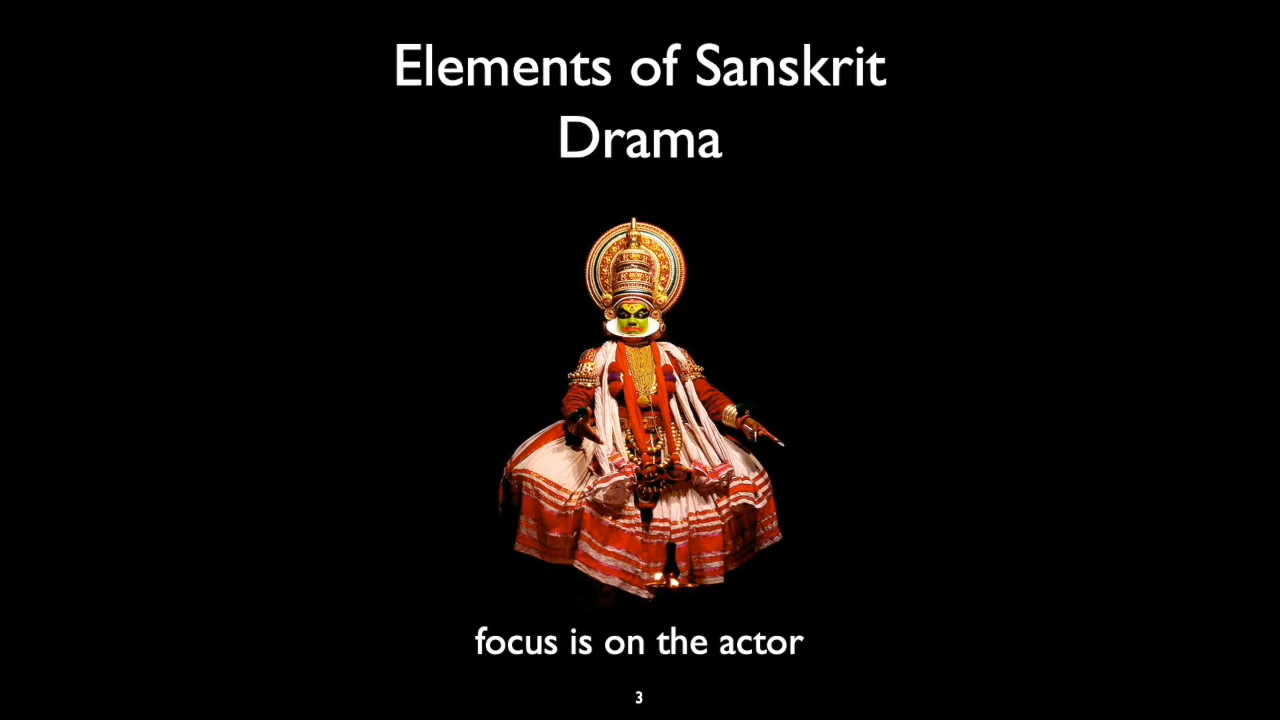 Elements of Sanskrit
Drama
focus is on the actor
3